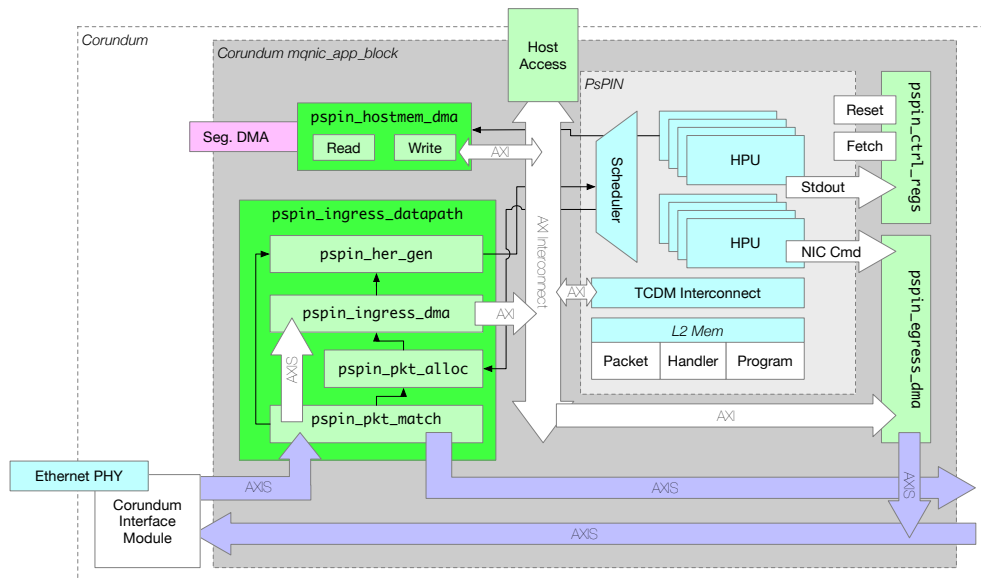 Corundum
Corundum mqnic_app_block
Host
Access
PsPIN
pspin_hostmem_dma
Read
Write
Seg. DMA
AXI
Scheduler
HPU
HPU
Reset
Fetch
Stdout
NIC Cmd
pspin_ctrl_regs
pspin_ingress_datapath
pspin_her_gen
pspin_ingress_dma
AXI
AXIS
pspin_pkt_alloc
pspin_pkt_match
AXI Interconnect
AXI
TCDM Interconnect
L2 Mem
Packet
Handler
Program
pspin_egress_dma
AXI
Ethernet PHY
Corundum
Interface
Module
AXIS
AXIS
AXIS
AXIS